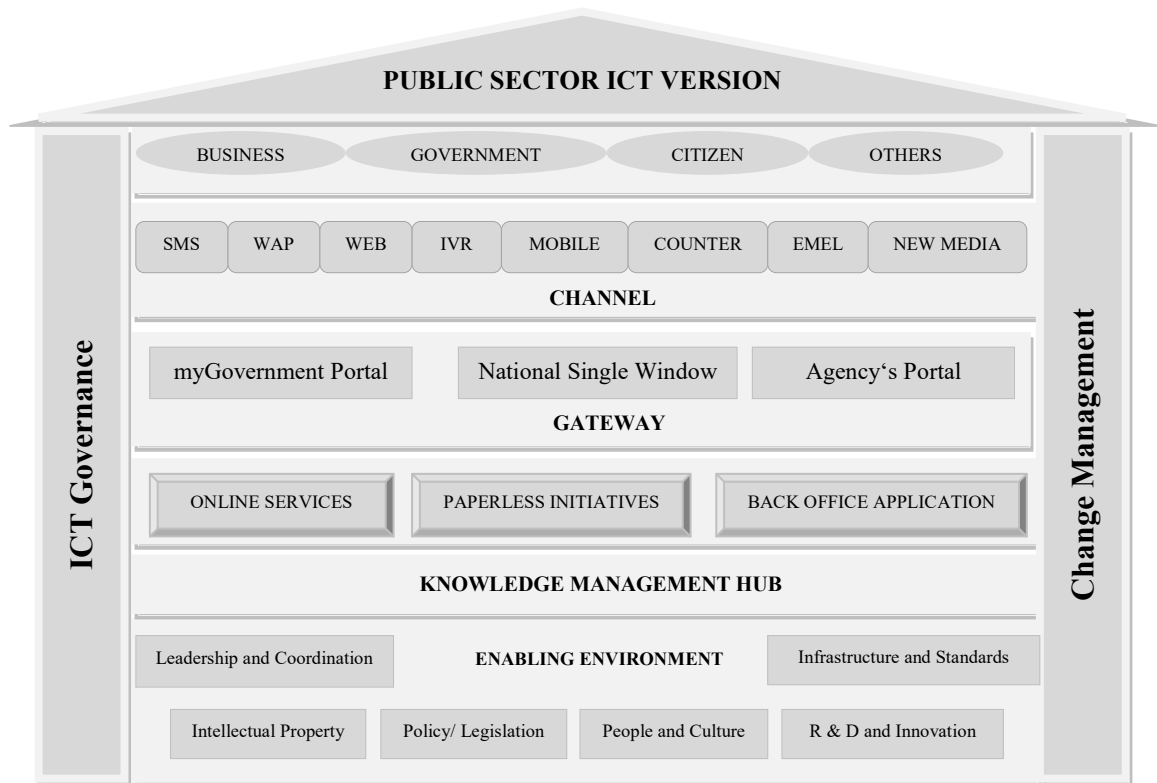 PUBLIC SECTOR ICT VERSION
BUSINESS
GOVERNMENT
CITIZEN
OTHERS
SMS
WAP
WEB
IVR
MOBILE
COUNTER
EMEL
NEW MEDIA
CHANNEL
myGovernment Portal
National Single Window
Agency‘s Portal
GATEWAY
ONLINE SERVICES
PAPERLESS INITIATIVES
BACK OFFICE APPLICATION
KNOWLEDGE MANAGEMENT HUB
Leadership and Coordination
ENABLING ENVIRONMENT
Infrastructure and Standards
Intellectual Property
Policy/ Legislation
People and Culture
R & D and Innovation
ICT Governance
Change Management